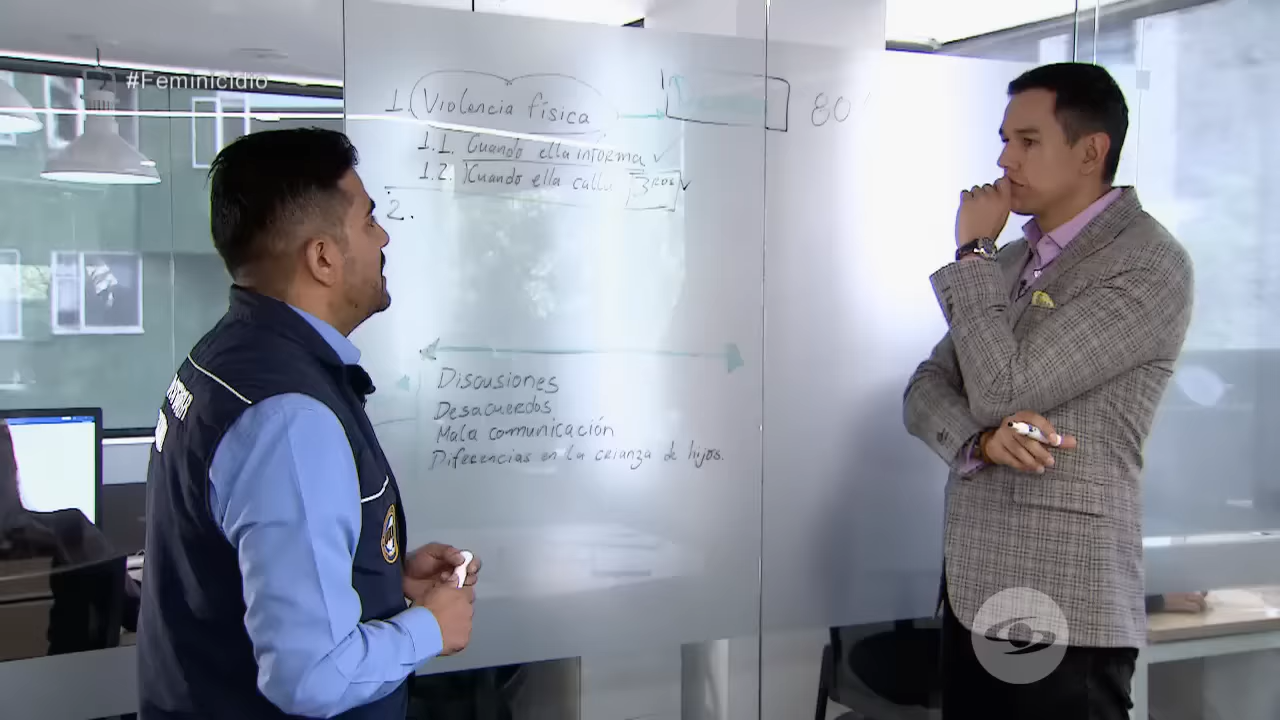 #Feminicidio
1. Violencia física
80
1.1. Cuando ella informa
1.2. Cuando ella calla 3ROS
2.
Discusiones
Desacuerdos
Mala comunicación
Diferencias en la crianza de hijos.